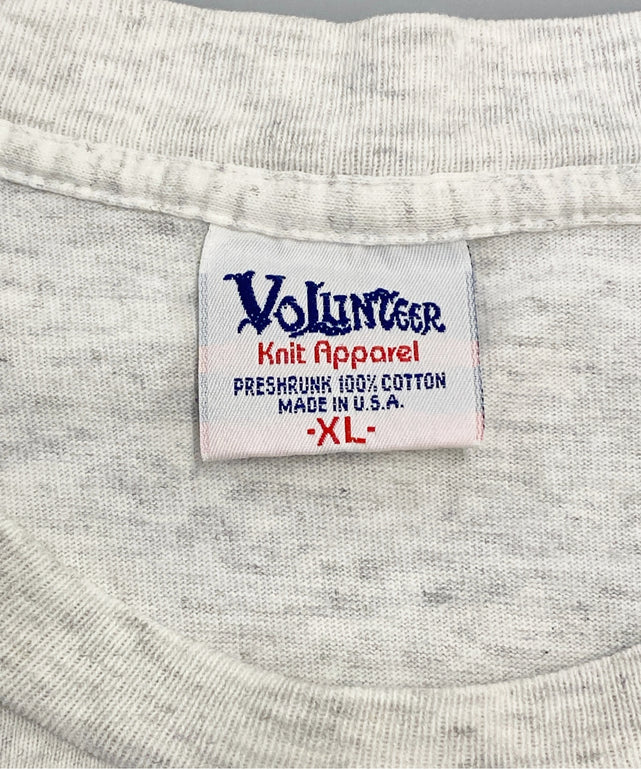 VOLUNTEER
Knit Apparel
PRESHRUNK 100% COTTON
MADE IN U.S.A.
-XL-